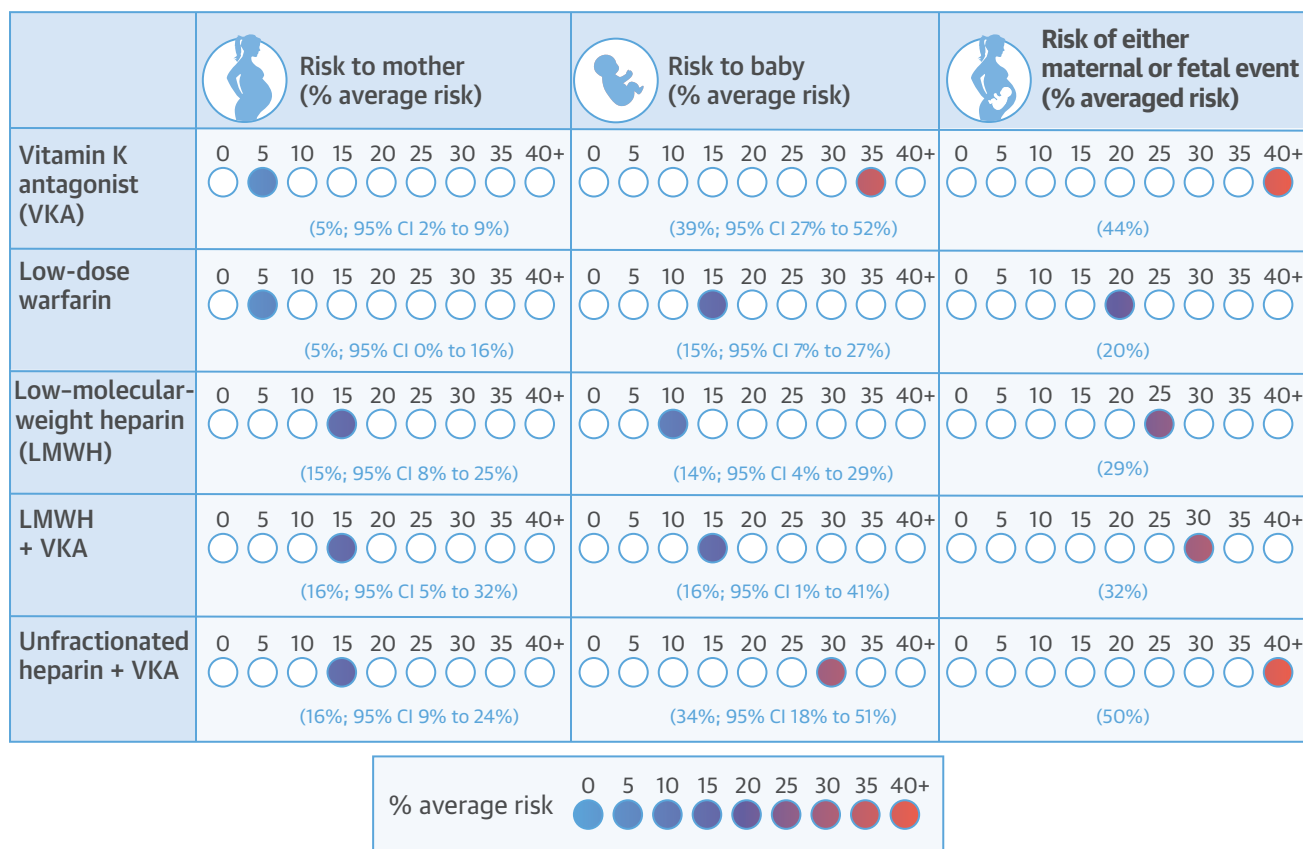 Risk to mother
(% average risk)
Risk to baby
(% average risk)
Risk of either
maternal or fetal event
(% averaged risk)
Vitamin K
antagonist
(VKA)
0 5 10 15 20 25 30 35 40+
(5%; 95% CI 2% to 9%)
0 5 10 15 20 25 30 35 40+
(39%; 95% CI 27% to 52%)
0 5 10 15 20 25 30 35 40+
(44%)
Low-dose
warfarin
0 5 10 15 20 25 30 35 40+
(5%; 95% CI 0% to 16%)
0 5 10 15 20 25 30 35 40+
(15%; 95% CI 7% to 27%)
0 5 10 15 20 25 30 35 40+
(20%)
Low-molecular-
weight heparin
(LMWH)
0 5 10 15 20 25 30 35 40+
(15%; 95% CI 8% to 25%)
0 5 10 15 20 25 30 35 40+
(14%; 95% CI 4% to 29%)
0 5 10 15 20 25 30 35 40+
(29%)
LMWH
+ VKA
0 5 10 15 20 25 30 35 40+
(16%; 95% CI 5% to 32%)
0 5 10 15 20 25 30 35 40+
(16%; 95% CI 1% to 41%)
0 5 10 15 20 25 30 35 40+
(32%)
Unfractionated
heparin + VKA
0 5 10 15 20 25 30 35 40+
(16%; 95% CI 9% to 24%)
0 5 10 15 20 25 30 35 40+
(34%; 95% CI 18% to 51%)
0 5 10 15 20 25 30 35 40+
(50%)
% average risk
0 5 10 15 20 25 30 35 40+